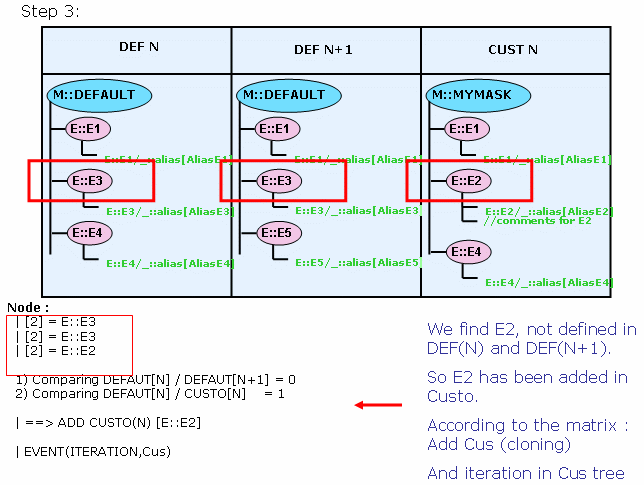 Step 3:
DEF N
DEF N+1
CUST N
M::DEFAULT
E::E1
E::E1/_::alias[AliasE1]
E::E3
E::E3/_::alias[AliasE3]
E::E4
E::E4/_::alias[AliasE4]
M::DEFAULT
E::E1
E::E1/_::alias[AliasE1
E::E3
E::E3/_::alias[AliasE3
E::E5
E::E5/_::alias[AliasE5
M::MYMASK
E::E1
E::E1/_::alias[AliasE1]
E::E2
E::E2/_::alias[AliasE2]
//comments for E2
E::E4
E::E4/_::alias[AliasE4]
Node :
| [2] = E::E3
| [2] = E::E3
| [2] = E::E2
1) Comparing DEFAUT[N] / DEFAUT[N+1] = 0
2) Comparing DEFAUT[N] / CUSTO[N] = 1
| ==> ADD CUSTO(N) [E::E2]
| EVENT(ITERATION,Cus)
We find E2, not defined in
DEF(N) and DEF(N+1).
So E2 has been added in
Custo.
According to the matrix :
Add Cus (cloning)
And iteration in Cus tree